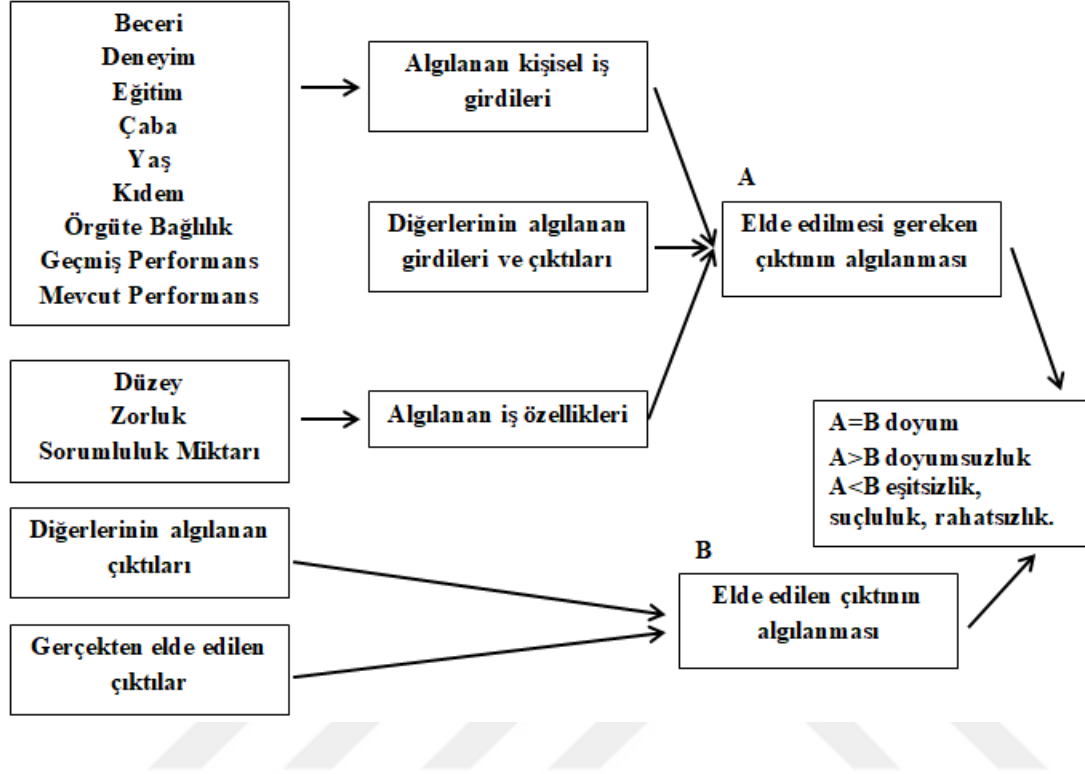 Beceri
Deneyim
Eğitim
Çaba
Yaş
Kıdem
Örgüte Bağlılık
Geçmiş Performans
Mevcut Performans
Algılanan kişisel iş
girdileri
Diğerlerinin algılanan
girdileri ve çıktıları
A
Elde edilmesi gereken
çıktının algılanması
Düzey
Zorluk
Sorumluluk Miktarı
Algılanan iş özellikleri
A=B doyum
A>B doyumsuzluk
A<B eşitsizlik,
suçluluk, rahatsızlık.
Diğerlerinin algılanan
çıktıları
Gerçekten elde edilen
çıktılar
B
Elde edilen çıktının
algılanması